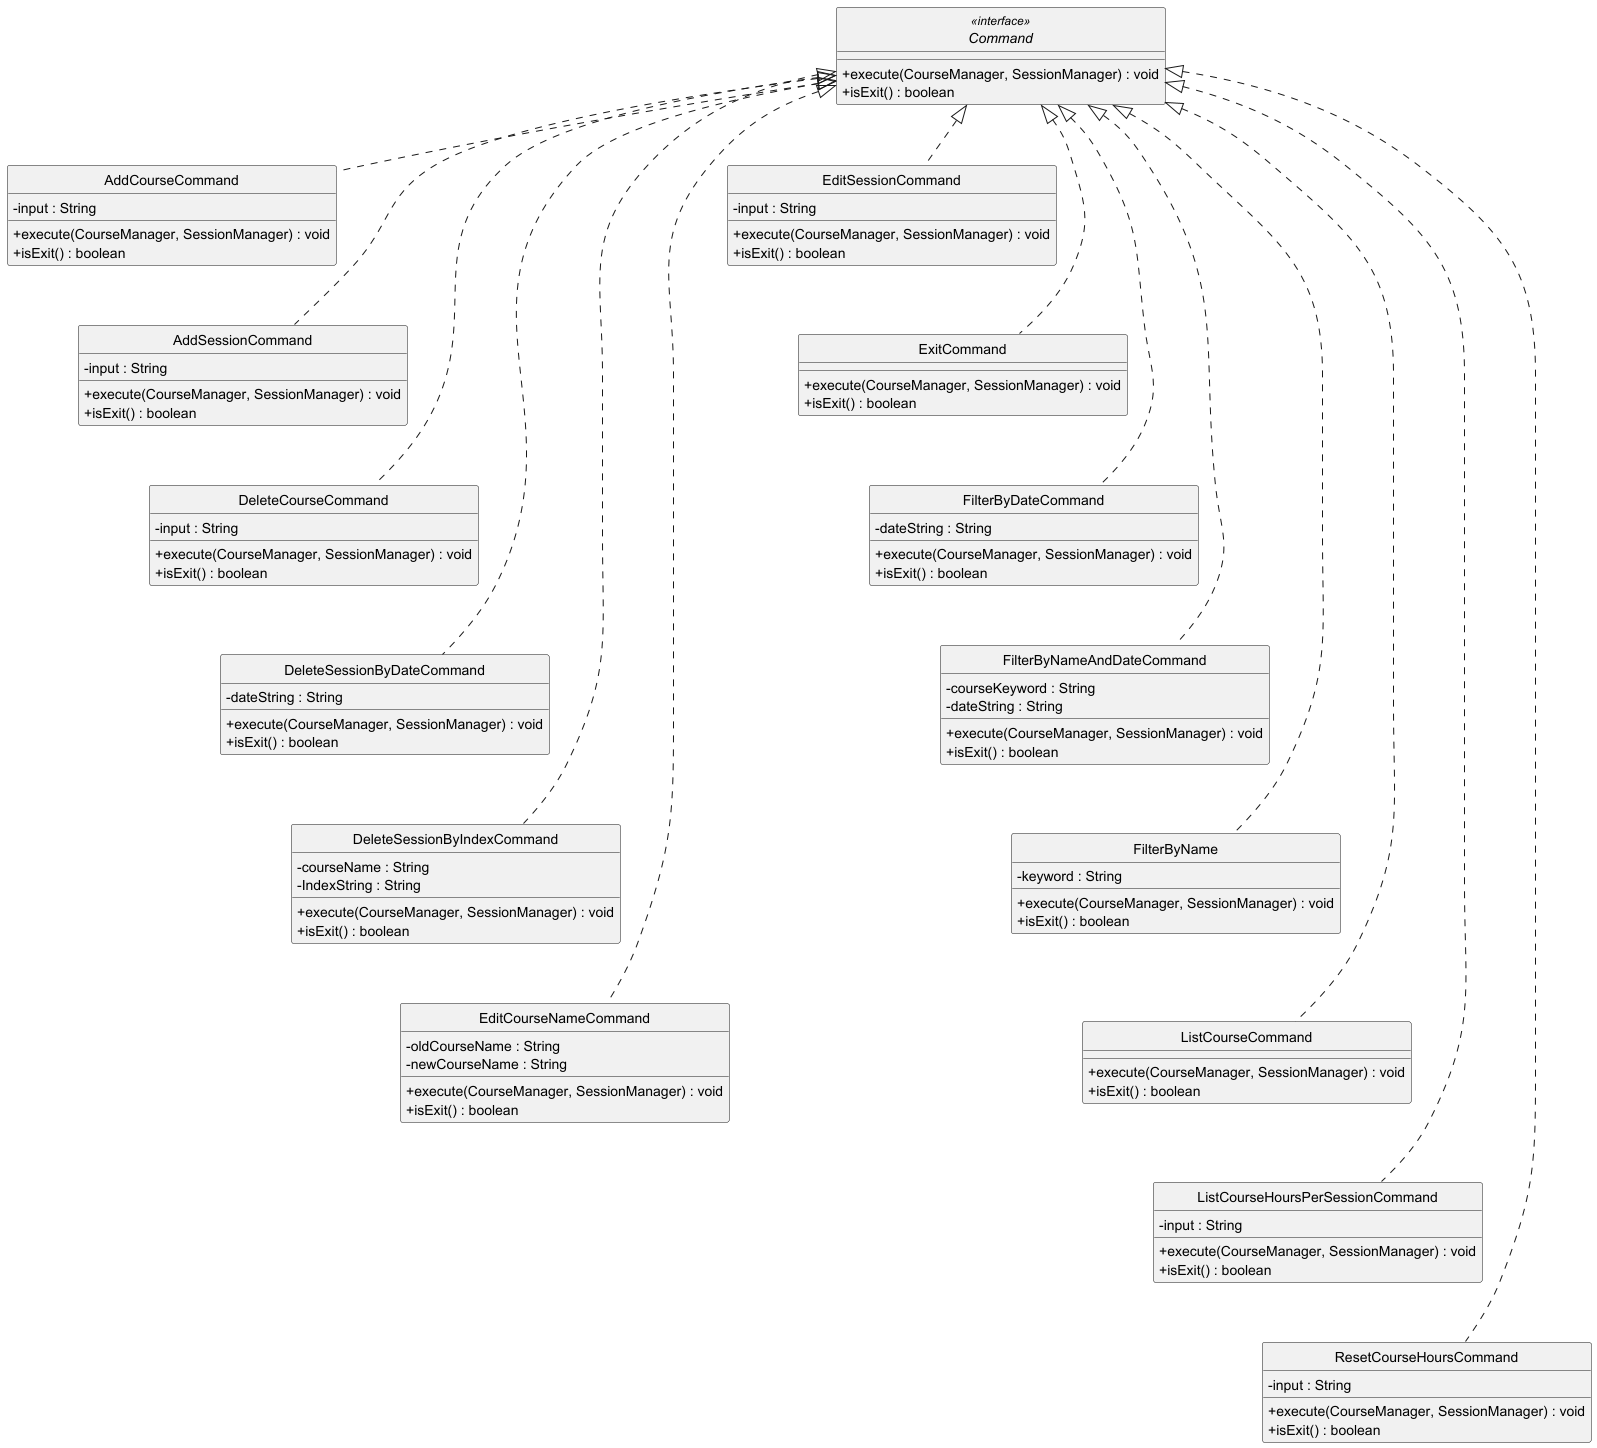 «interface»
Command
+execute(CourseManager, SessionManager) : void
+isExit() : boolean
AddCourseCommand
-input : String
+execute(CourseManager, SessionManager) : void
+isExit() : boolean
EditSessionCommand
-input : String
+execute(CourseManager, SessionManager) : void
+isExit() : boolean
AddSessionCommand
-input : String
+execute(CourseManager, SessionManager) : void
+isExit() : boolean
ExitCommand
+execute(CourseManager, SessionManager) : void
+isExit() : boolean
DeleteCourseCommand
-input : String
+execute(CourseManager, SessionManager) : void
+isExit() : boolean
FilterByDateCommand
-dateString : String
+execute(CourseManager, SessionManager) : void
+isExit() : boolean
DeleteSessionByDateCommand
-dateString : String
+execute(CourseManager, SessionManager) : void
+isExit() : boolean
FilterByNameAndDateCommand
-courseKeyword : String
-dateString : String
+execute(CourseManager, SessionManager) : void
+isExit() : boolean
DeleteSessionByIndexCommand
-courseName : String
-IndexString : String
+execute(CourseManager, SessionManager) : void
+isExit() : boolean
FilterByName
-keyword : String
+execute(CourseManager, SessionManager) : void
+isExit() : boolean
EditCourseNameCommand
-oldCourseName : String
-newCourseName : String
+execute(CourseManager, SessionManager) : void
+isExit() : boolean
ListCourseCommand
+execute(CourseManager, SessionManager) : void
+isExit() : boolean
ListCourseHoursPerSessionCommand
-input : String
+execute(CourseManager, SessionManager) : void
+isExit() : boolean
ResetCourseHoursCommand
-input : String
+execute(CourseManager, SessionManager) : void
+isExit() : boolean